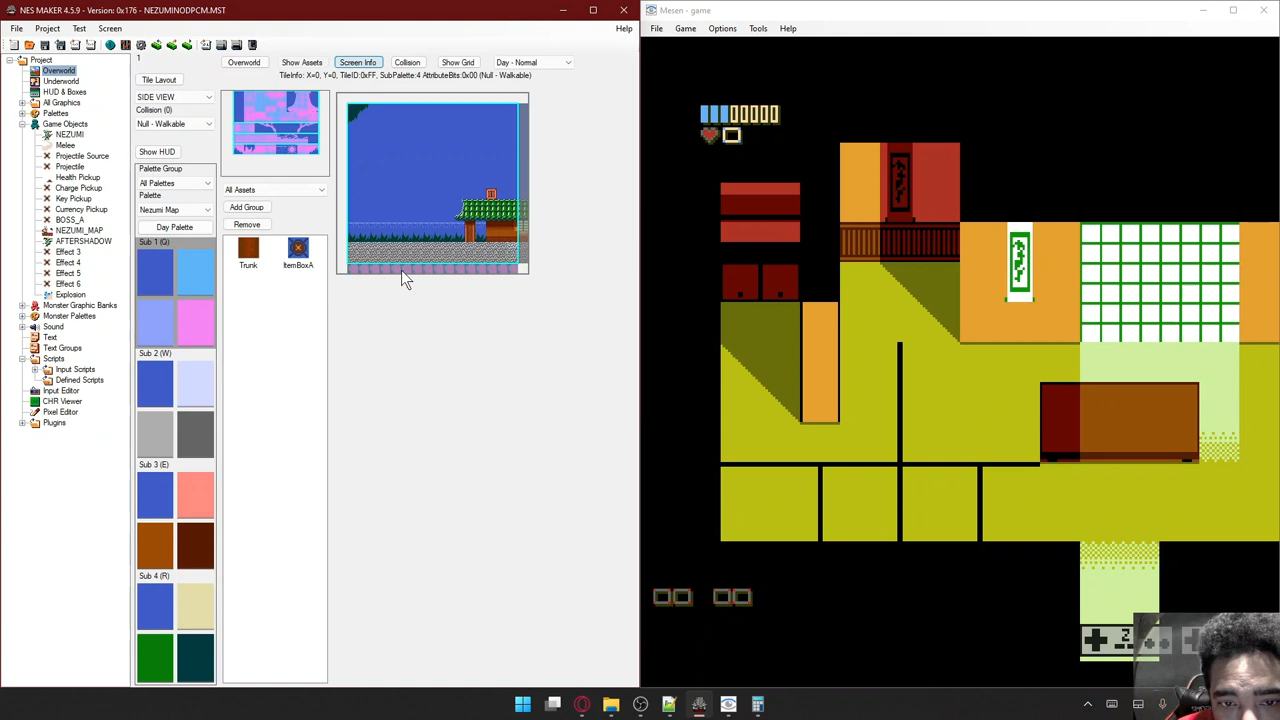 NES MAKER 4.5.9 - Version: 0x176 - NEZUMINODPCM.MST
File Project Test Screen Help
Project
Overworld
Underworld
HUD & Boxes
All Graphics
Palettes
Game Objects
NEZUMI
Melee
Projectile Source
Projectile
Health Pickup
Charge Pickup
Key Pickup
Currency Pickup
BOSS_A
NEZUMI_MAP
AFTERSHADOW
Effect 3
Effect 4
Effect 5
Effect 6
Explosion
Monster Graphic Banks
Monster Palettes
Sound
Text
Text Groups
Scripts
Input Scripts
Defined Scripts
Input Editor
CHR Viewer
Pixel Editor
Plugins
1
Tile Layout
SIDE VIEW
Collision (0)
Null - Walkable
Show HUD
Palette Group
All Palettes
Palette
Nezumi Map
Day Palette
Sub 1 (Q)
Sub 2 (W)
Sub 3 (E)
Sub 4 (R)
Overworld Show Assets Screen Info Collision Show Grid Day - Normal
TileInfo: X=0, Y=0, TileID:0xFF, SubPalette:4 AttributeBits:0x00 (Null - Walkable)
All Assets
Add Group
Remove
Trunk ItemBoxA
Mesen - game
File Game Options Tools Help